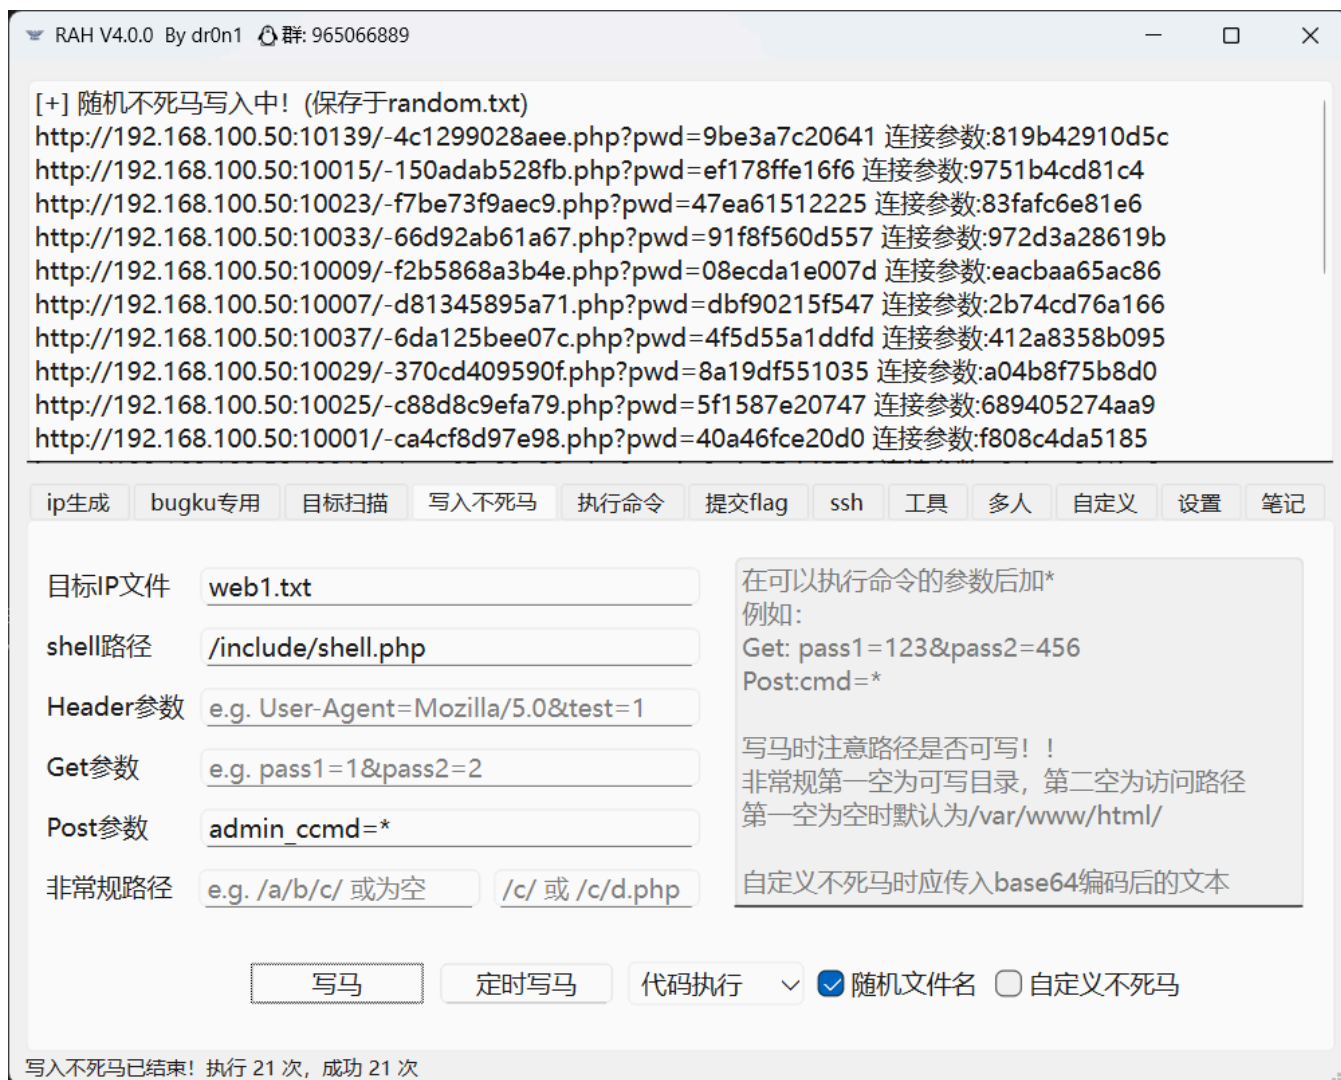 RAH V4.0.0 By dr0n1 群: 965066889
[+] 随机不死马写入中！(保存于random.txt)
http://192.168.100.50:10139/-4c1299028aee.php?pwd=9be3a7c20641 连接参数:819b42910d5c
http://192.168.100.50:10015/-150adab528fb.php?pwd=ef178ffe16f6 连接参数:9751b4cd81c4
http://192.168.100.50:10023/-f7be73f9aec9.php?pwd=47ea61512225 连接参数:83fafc6e81e6
http://192.168.100.50:10033/-66d92ab61a67.php?pwd=91f8f560d557 连接参数:972d3a28619b
http://192.168.100.50:10009/-f2b5868a3b4e.php?pwd=08ecda1e007d 连接参数:eacbaa65ac86
http://192.168.100.50:10007/-d81345895a71.php?pwd=dbf90215f547 连接参数:2b74cd76a166
http://192.168.100.50:10037/-6da125bee07c.php?pwd=4f5d55a1ddfd 连接参数:412a8358b095
http://192.168.100.50:10029/-370cd409590f.php?pwd=8a19df551035 连接参数:a04b8f75b8d0
http://192.168.100.50:10025/-c88d8c9efa79.php?pwd=5f1587e20747 连接参数:689405274aa9
http://192.168.100.50:10001/-ca4cf8d97e98.php?pwd=40a46fce20d0 连接参数:f808c4da5185
ip生成 bugku专用 目标扫描 写入不死马 执行命令 提交flag ssh 工具 多人 自定义 设置 笔记
目标IP文件 web1.txt
shell路径 /include/shell.php
Header参数 e.g. User-Agent=Mozilla/5.0&test=1
Get参数 e.g. pass1=1&pass2=2
Post参数 admin_ccmd=*
非常规路径 e.g. /a/b/c/ 或为空 /c/ 或 /c/d.php
在可以执行命令的参数后加*
例如：
Get: pass1=123&pass2=456
Post:cmd=*
写马时注意路径是否可写！！
非常规第一空为可写目录，第二空为访问路径
第一空为空时默认为/var/www/html/
自定义不死马时应传入base64编码后的文本
写马 定时写马 代码执行 随机文件名 自定义不死马
写入不死马已结束！执行 21 次，成功 21 次